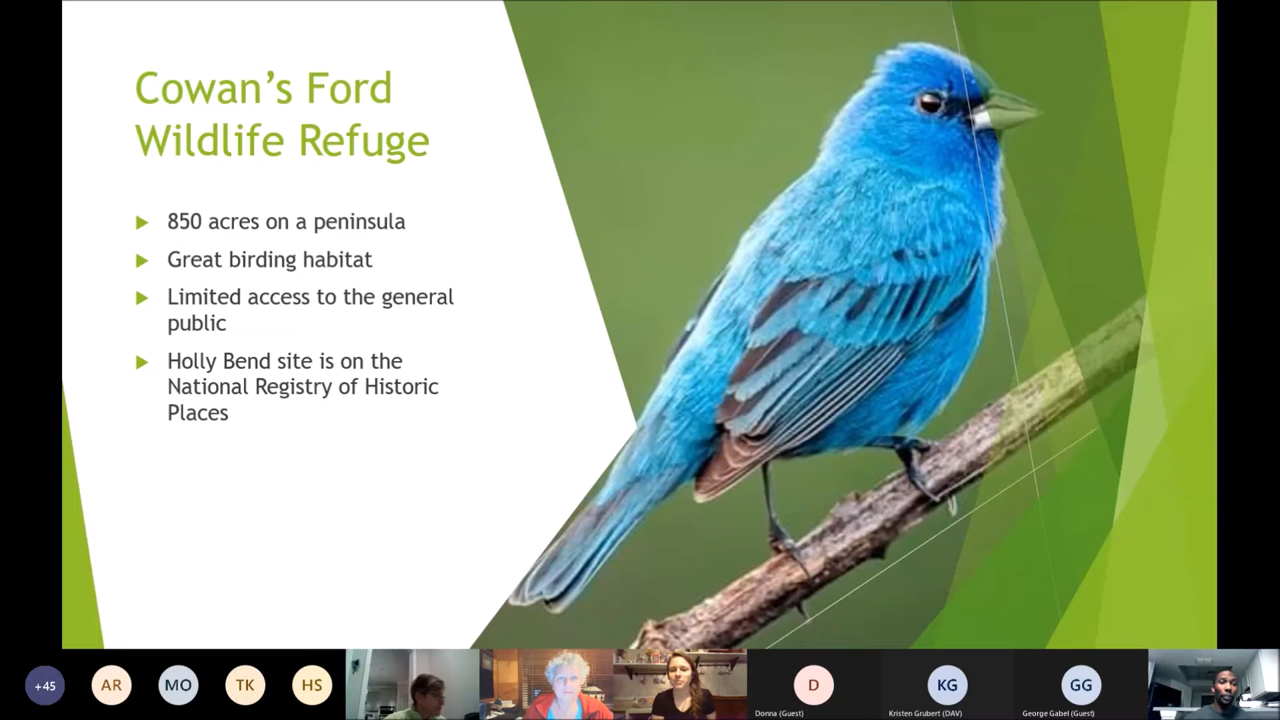 Cowan's Ford
Wildlife Refuge
850 acres on a peninsula
Great birding habitat
Limited access to the general
public
Holly Bend site is on the
National Registry of Historic
Places
+45
AR
MO
TK
HS
D
KG
GG
Donna (Guest)
Kristen Grubert (DAV)
George Gabel (Guest)